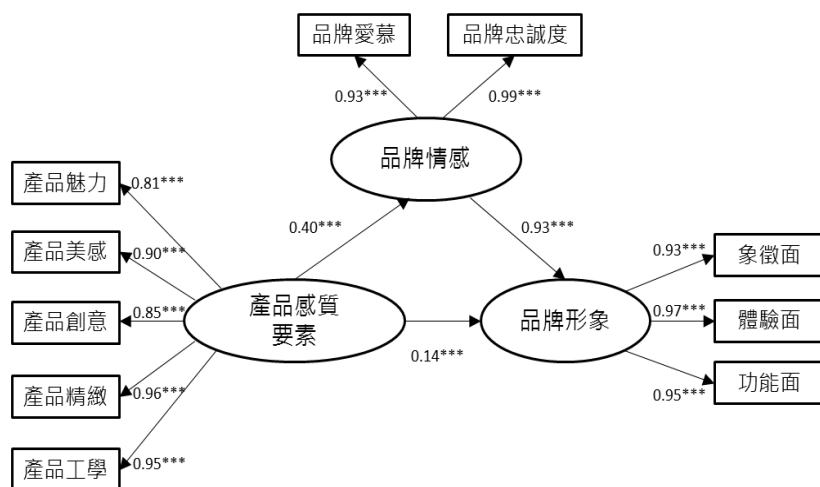 品牌愛慕
品牌忠誠度
0.93***
0.99***
品牌情感
產品魅力
0.81***
0.40***
0.93***
產品美感
0.90***
0.93***
象徵面
產品感質
要素
產品創意
0.85***
品牌形象
0.97***
體驗面
0.14***
產品精緻
0.96***
0.95***
功能面
產品工學
0.95***